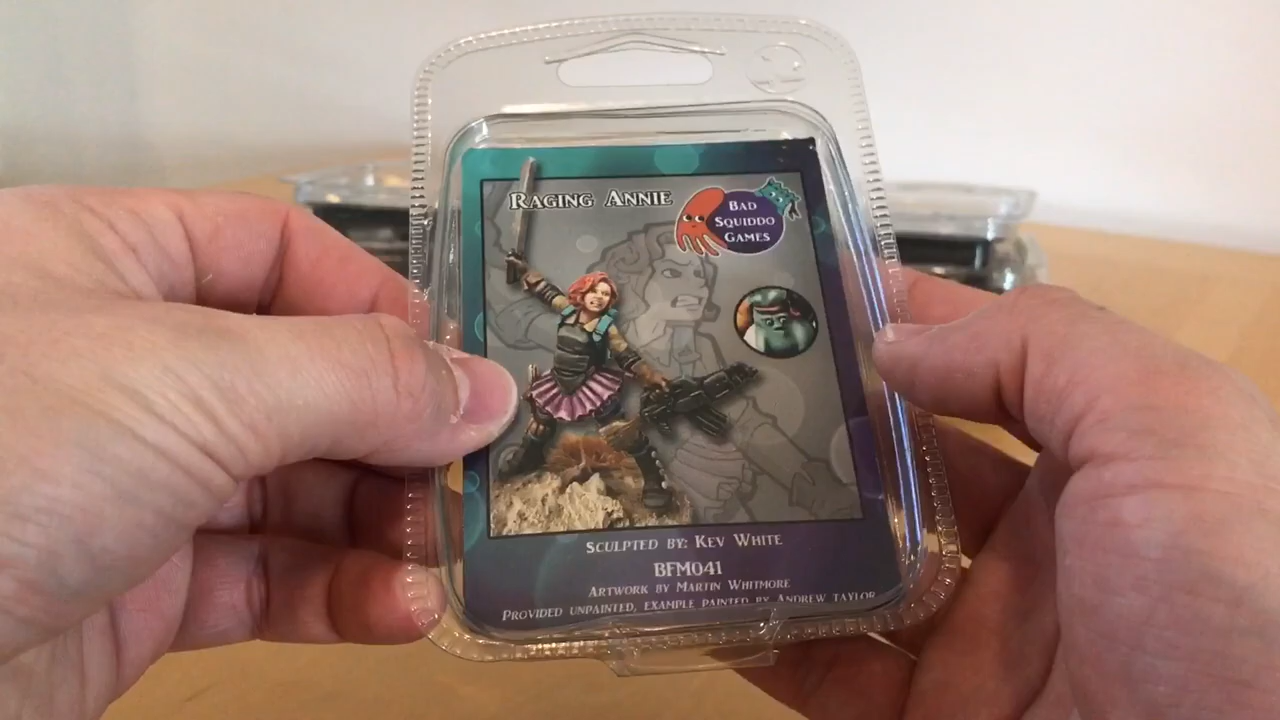 Raging Annie
Bad
Squiddo
Games
Sculpted by: Kev White
BFM041
Artwork by Martin Whitmore
Provided unpainted, example painted by Andrew Taylor